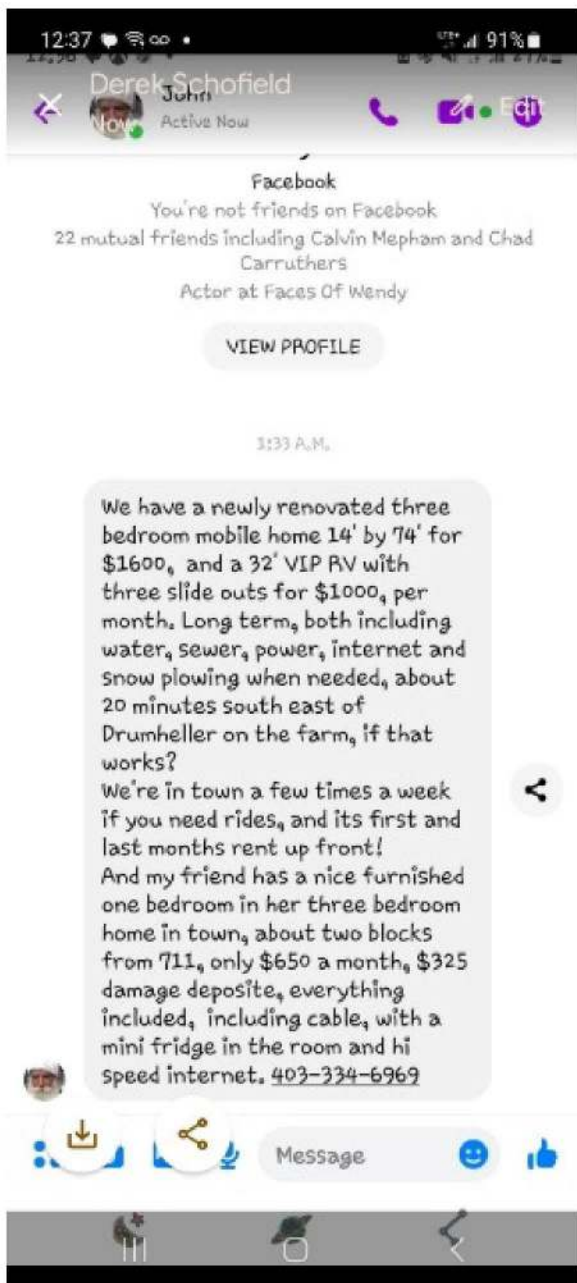 12:37
91%
Derek Schofield
John
Now
Active Now
Edit
Facebook
You're not friends on Facebook
22 mutual friends including Calvin Mepham and Chad
Carruthers
Actor at Faces Of Wendy
VIEW PROFILE
1:33 A.M.
We have a newly renovated three
bedroom mobile home 14' by 74' for
$1600, and a 32' VIP RV with
three slide outs for $1000, per
month. Long term, both including
water, sewer, power, internet and
snow plowing when needed, about
20 minutes south east of
Drumheller on the farm, if that
works?
We're in town a few times a week
if you need rides, and its first and
last months rent up front!
And my friend has a nice furnished
one bedroom in her three bedroom
home in town, about two blocks
from 711, only $650 a month, $325
damage deposite, everything
included, including cable, with a
mini fridge in the room and hi
speed internet. 403-334-6969
Message